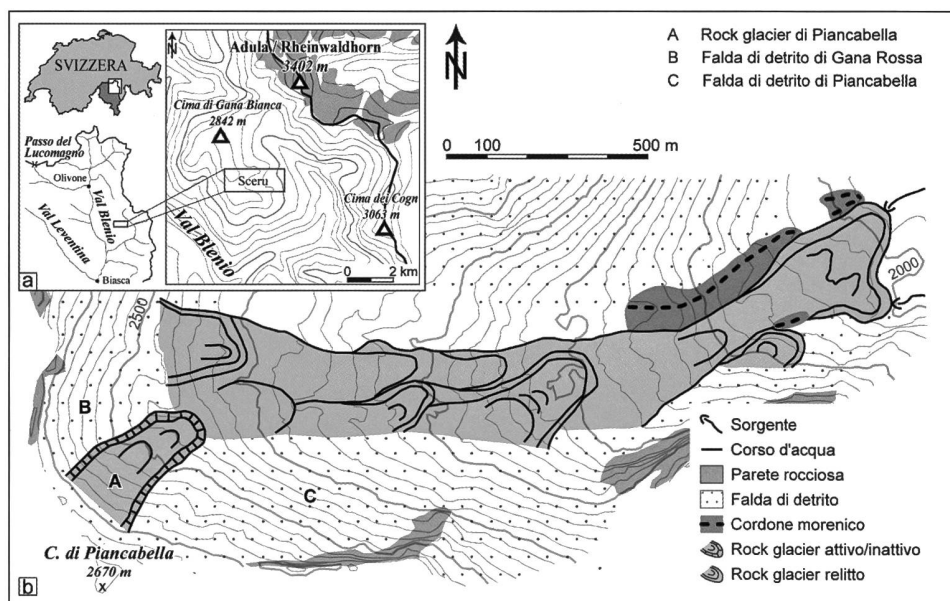 SVIZZERA
Passo del
Lucomagno
Olivone
Val Blenio
Val Leventina
Biasca
a
N
Adula / Rheinwaldhorn
3402 m
Cima di Gana Bianca
2842 m
Sceru
Cima dei Cogn
3063 m
Val Blenio
0 2 km
N
A Rock glacier di Piancabella
B Falda di detrito di Gana Rossa
C Falda di detrito di Piancabella
0 100 500 m
2500
2000
B
A
C
C. di Piancabella
2670 m
x
b
Sorgente
Corso d'acqua
Parete rocciosa
Falda di detrito
Cordone morenico
Rock glacier attivo/inattivo
Rock glacier relitto